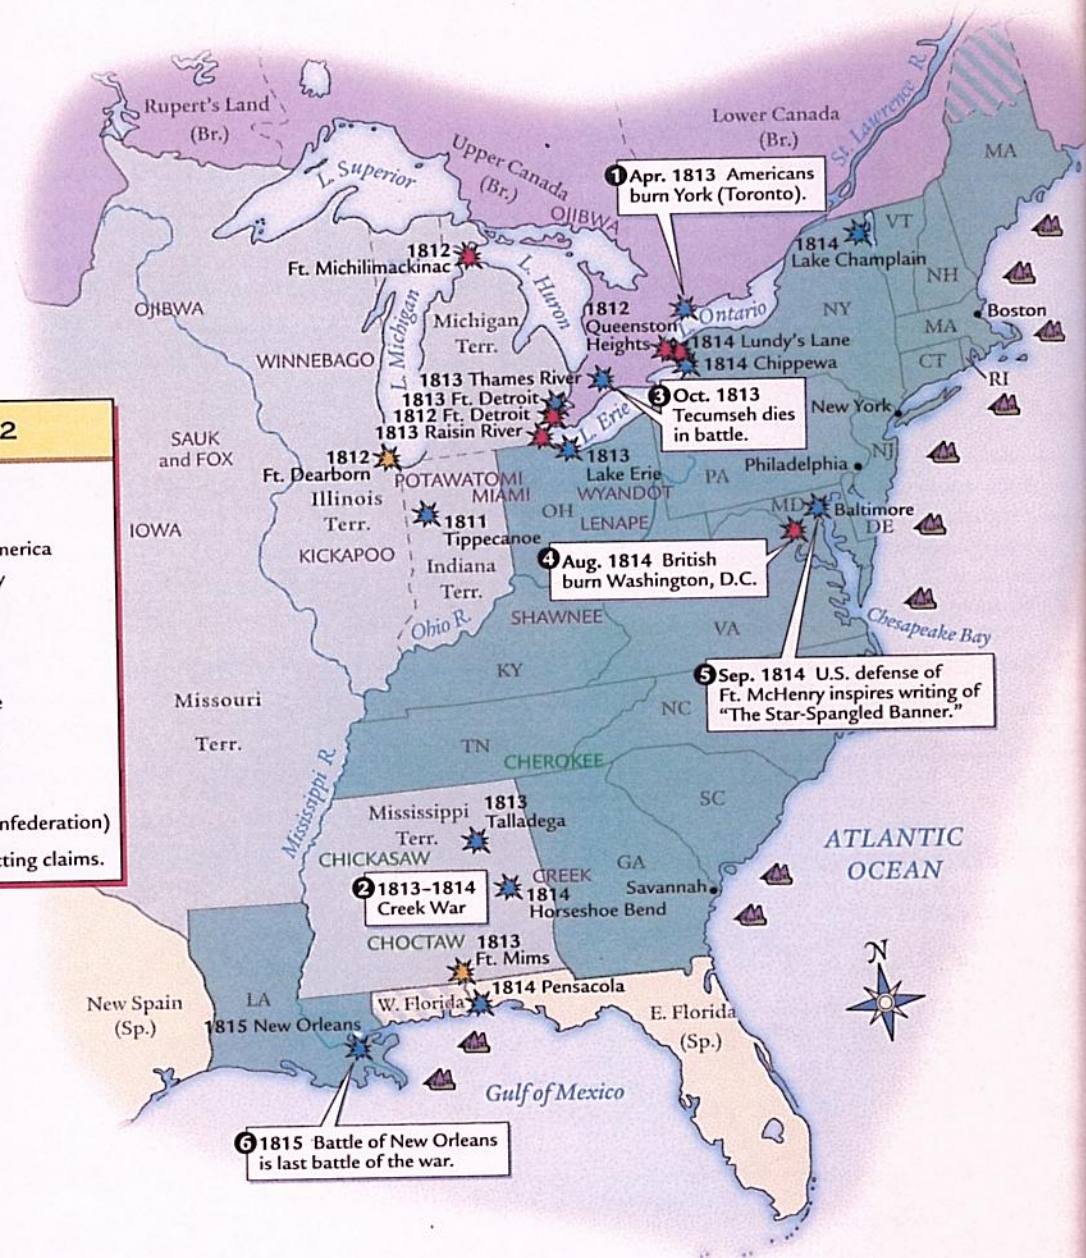 Rupert's Land
(Br.)
Lower Canada
(Br.)
St. Lawrence R.
Upper Canada
(Br.)
L. Superior
OJIBWA
MA
❶ Apr. 1813 Americans
burn York (Toronto).
VT
1814
Lake Champlain
NH
1812
Ft. Michilimackinac
L. Huron
L. Michigan
OJIBWA
Michigan
Terr.
1812
Queenston
Heights
L. Ontario
NY
MA
Boston
1814 Lundy's Lane
1814 Chippewa
CT
RI
WINNEBAGO
1813 Thames River
1813 Ft. Detroit
1812 Ft. Detroit
1813 Raisin River
L. Erie
❸ Oct. 1813
Tecumseh dies
in battle.
New York
2
SAUK
and FOX
1812
Ft. Dearborn
1813
Lake Erie
NJ
Philadelphia
PA
POTAWATOMI
MIAMI
WYANDOT
Illinois
Terr.
OH
LENAPE
MD
Baltimore
DE
IOWA
1811
Tippecanoe
KICKAPOO
Indiana
Terr.
❹ Aug. 1814 British
burn Washington, D.C.
merica
y
Ohio R.
SHAWNEE
VA
Chesapeake Bay
KY
❺ Sep. 1814 U.S. defense of
Ft. McHenry inspires writing of
“The Star-Spangled Banner.”
e
Missouri
Terr.
NC
TN
CHEROKEE
Mississippi R.
Mississippi
Terr.
1813
Talladega
SC
nfederation)
cting claims.
CHICKASAW
ATLANTIC
OCEAN
GA
❷ 1813–1814
Creek War
CREEK
1814
Horseshoe Bend
Savannah
CHOCTAW
1813
Ft. Mims
N
1814 Pensacola
New Spain
(Sp.)
LA
W. Florida
E. Florida
(Sp.)
1815 New Orleans
Gulf of Mexico
❻ 1815 Battle of New Orleans
is last battle of the war.